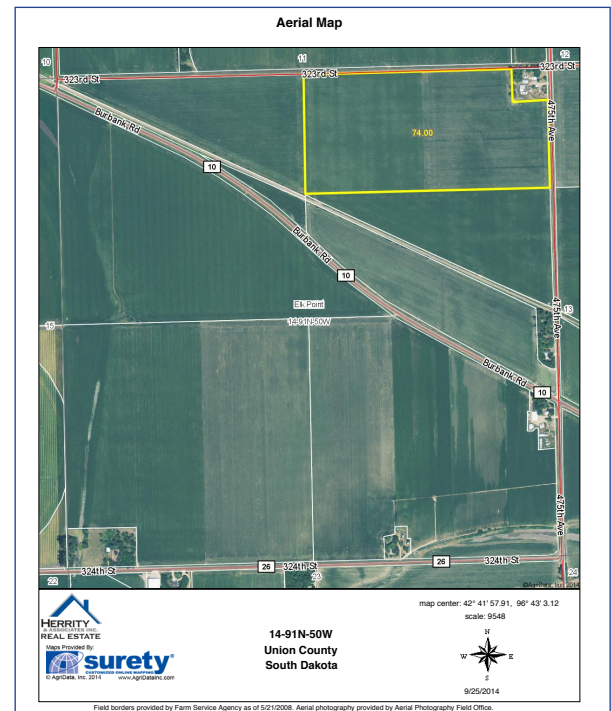 Aerial Map
10
11
12
323rd St
323rd St
323rd St
Burbank Rd
475th Ave
74.00
10
Burbank Rd
10
Elk Point
13
15
14-91N-50W
475th Ave
Burbank Rd
10
475th Ave
324th St
26
324th St
26
324th St
22
23
24
©AgriData, Inc. 2014
HERRITY
& ASSOCIATES INC.
REAL ESTATE
Maps Provided By:
surety®
CUSTOMIZED ONLINE MAPPING
© AgriData, Inc. 2014 www.AgriDataInc.com
14-91N-50W
Union County
South Dakota
map center: 42° 41' 57.91, 96° 43' 3.12
scale: 9548
N
W E
S
9/25/2014
Field borders provided by Farm Service Agency as of 5/21/2008. Aerial photography provided by Aerial Photography Field Office.